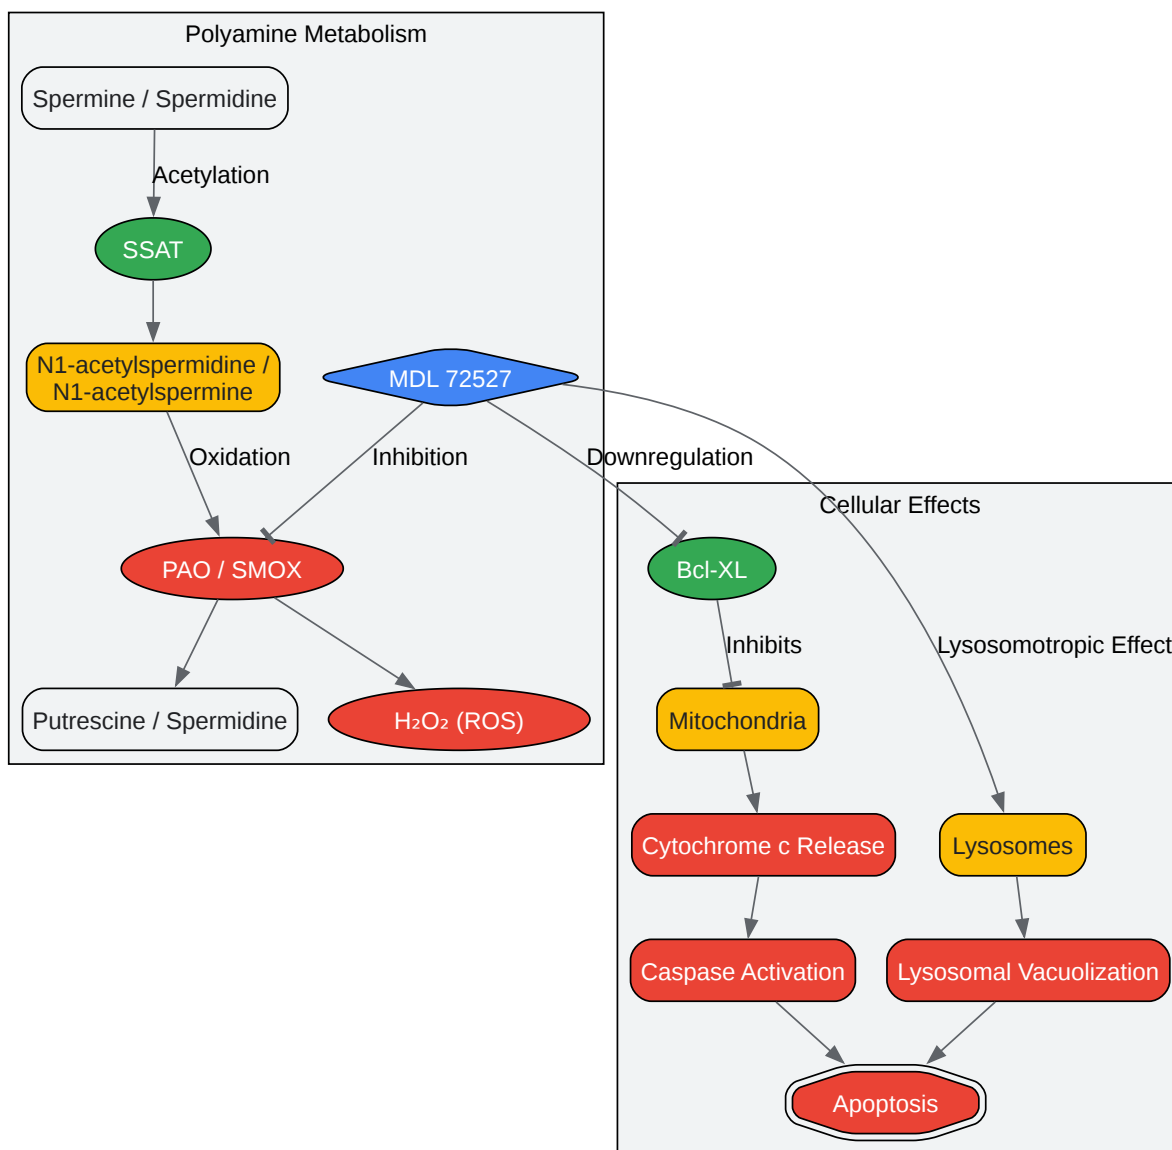 Polyamine Metabolism
Spermine / Spermidine
Acetylation
SSAT
N1-acetylspermidine /
N1-acetylspermine
MDL 72527
Oxidation
Inhibition
Downregulation
Cellular Effects
PAO / SMOX
Bcl-XL
Inhibits
Lysosomotropic Effect
Putrescine / Spermidine
H₂O₂ (ROS)
Mitochondria
Cytochrome c Release
Lysosomes
Caspase Activation
Lysosomal Vacuolization
Apoptosis